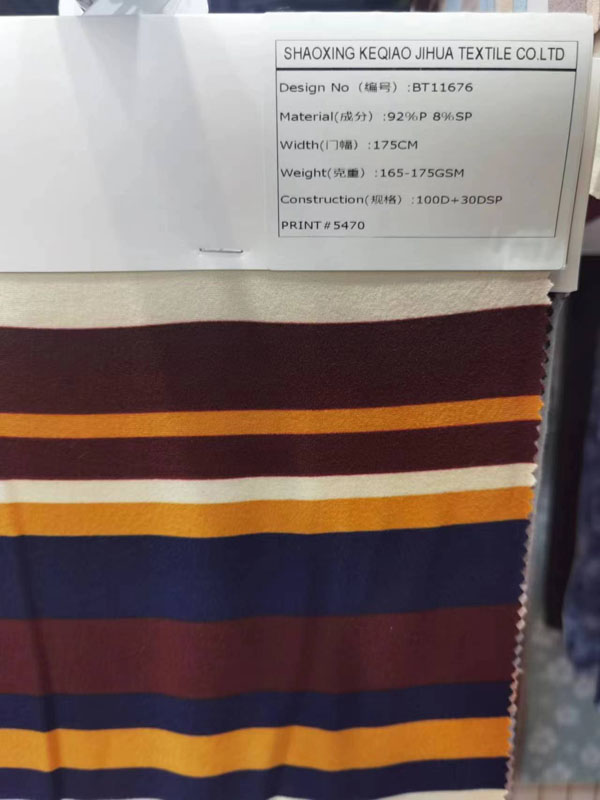 SHAOXING KEQIAO JIHUA TEXTILE CO.LTD
Design No（编号）:BT11676
Material(成分）:92%P 8%SP
Width(门幅）:175CM
Weight(克重）:165-175GSM
Construction(规格）:100D+30DSP
PRINT#5470